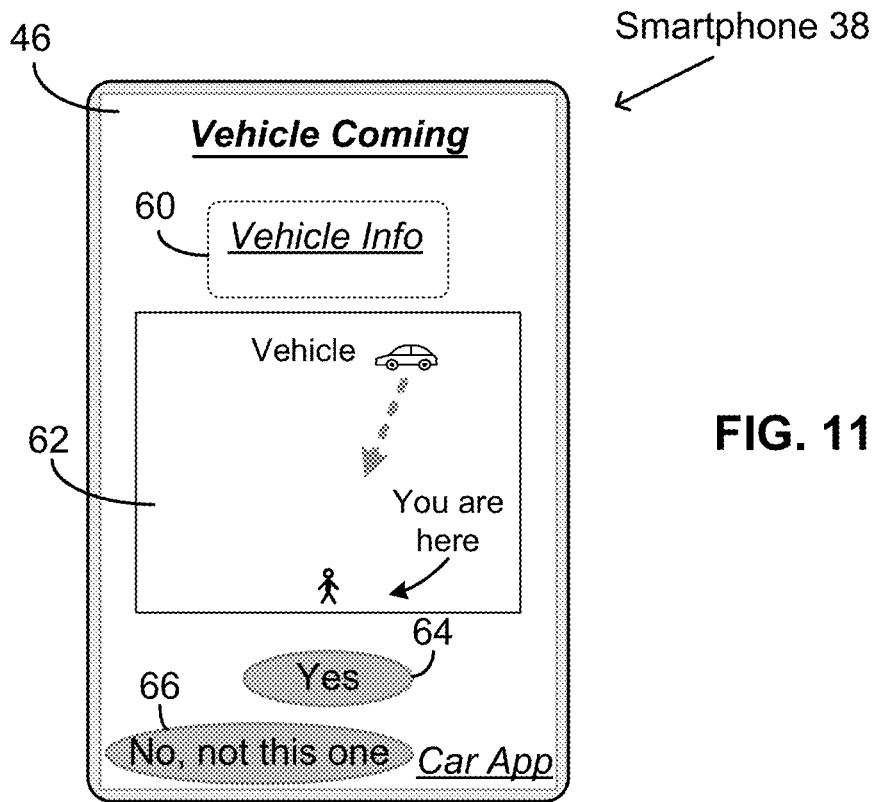 Smartphone 38
46
Vehicle Coming
60
Vehicle Info
Vehicle
62
You are
here
FIG. 11
64
Yes
66
No, not this one
Car App